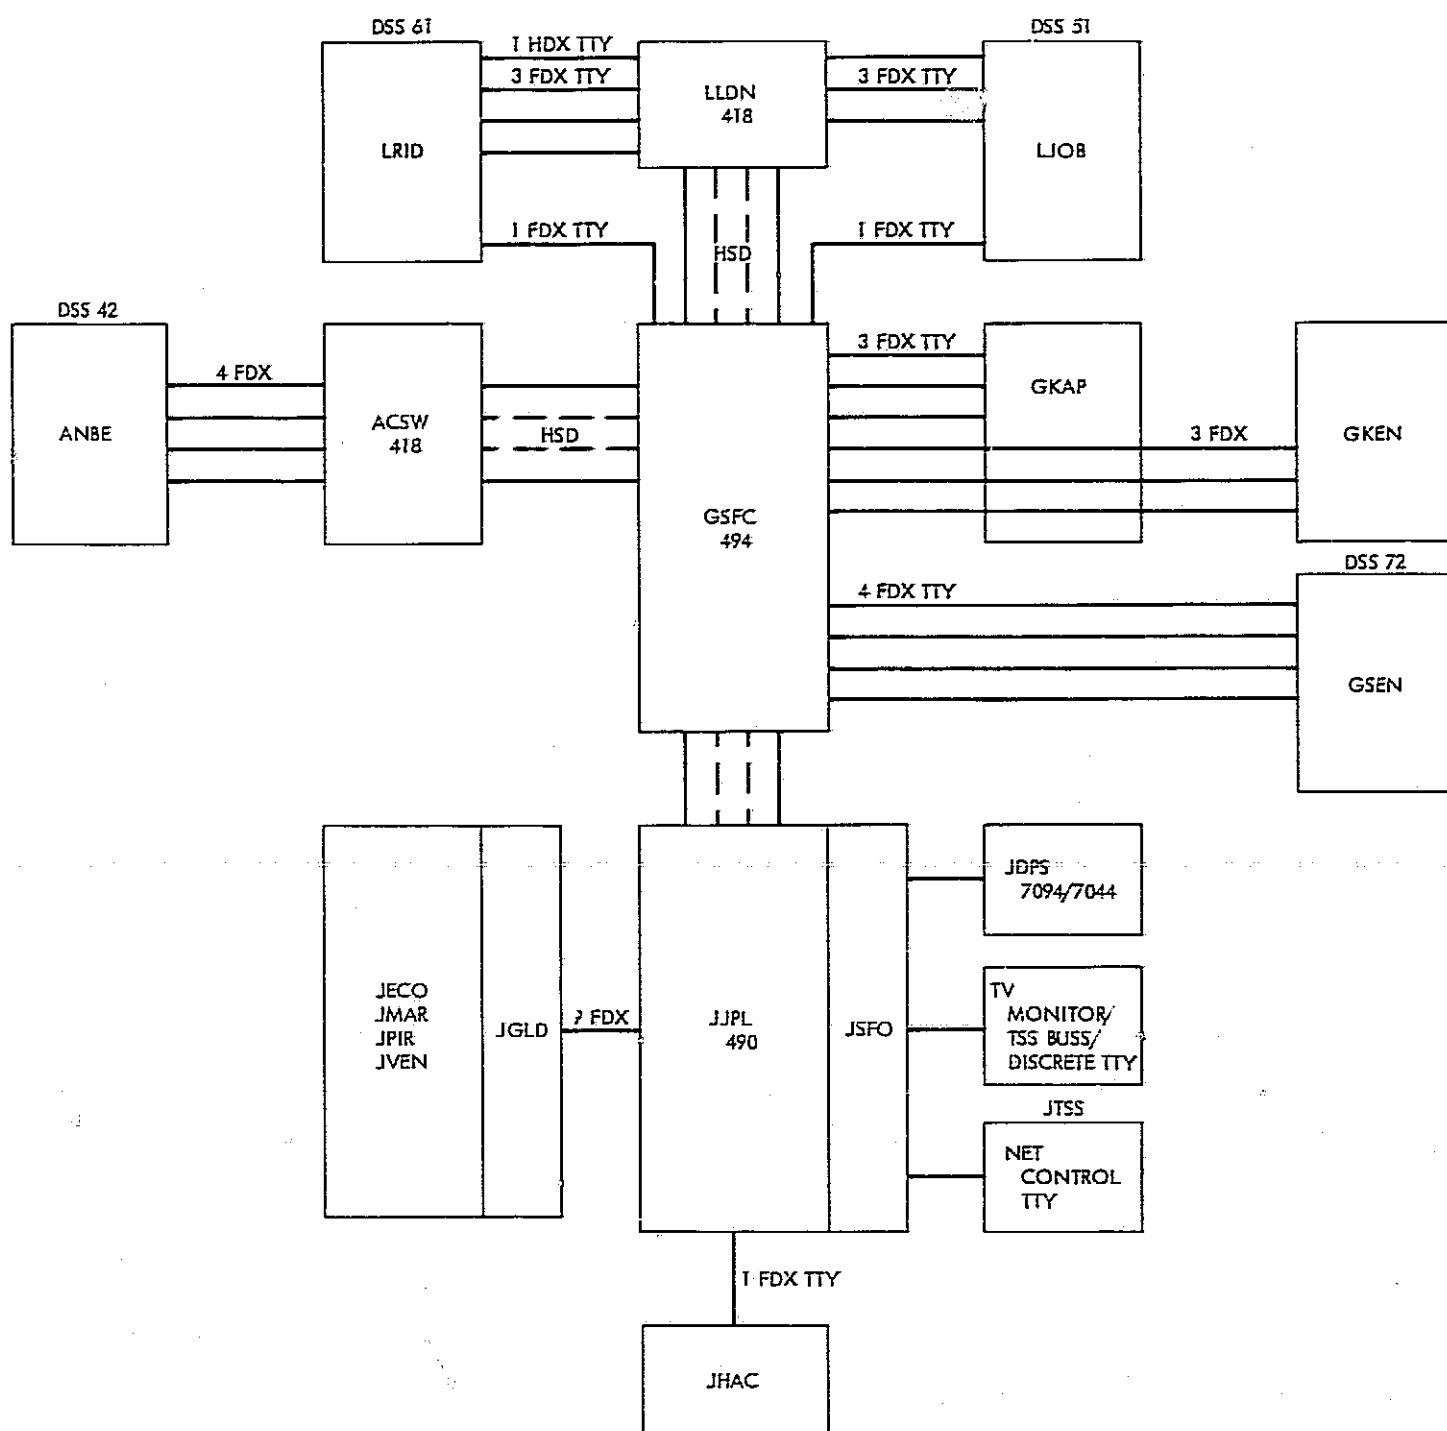 DSS 61
DSS 51
1 HDX TTY
3 FDX TTY
3 FDX TTY
LLDN
418
LRID
LJOB
1 FDX TTY
1 FDX TTY
HSD
DSS 42
3 FDX TTY
4 FDX
GKAP
ANBE
ACSW
418
HSD
3 FDX
GKEN
GSFC
494
DSS 72
4 FDX TTY
GSEN
JDPS
7094/7044
JECO
JMAR
JPIR
JVEN
JGLD
FDX
JJPL
490
JSFO
TV
MONITOR/
TSS BUSS/
DISCRETE TTY
JTSS
NET
CONTROL
TTY
1 FDX TTY
JHAC